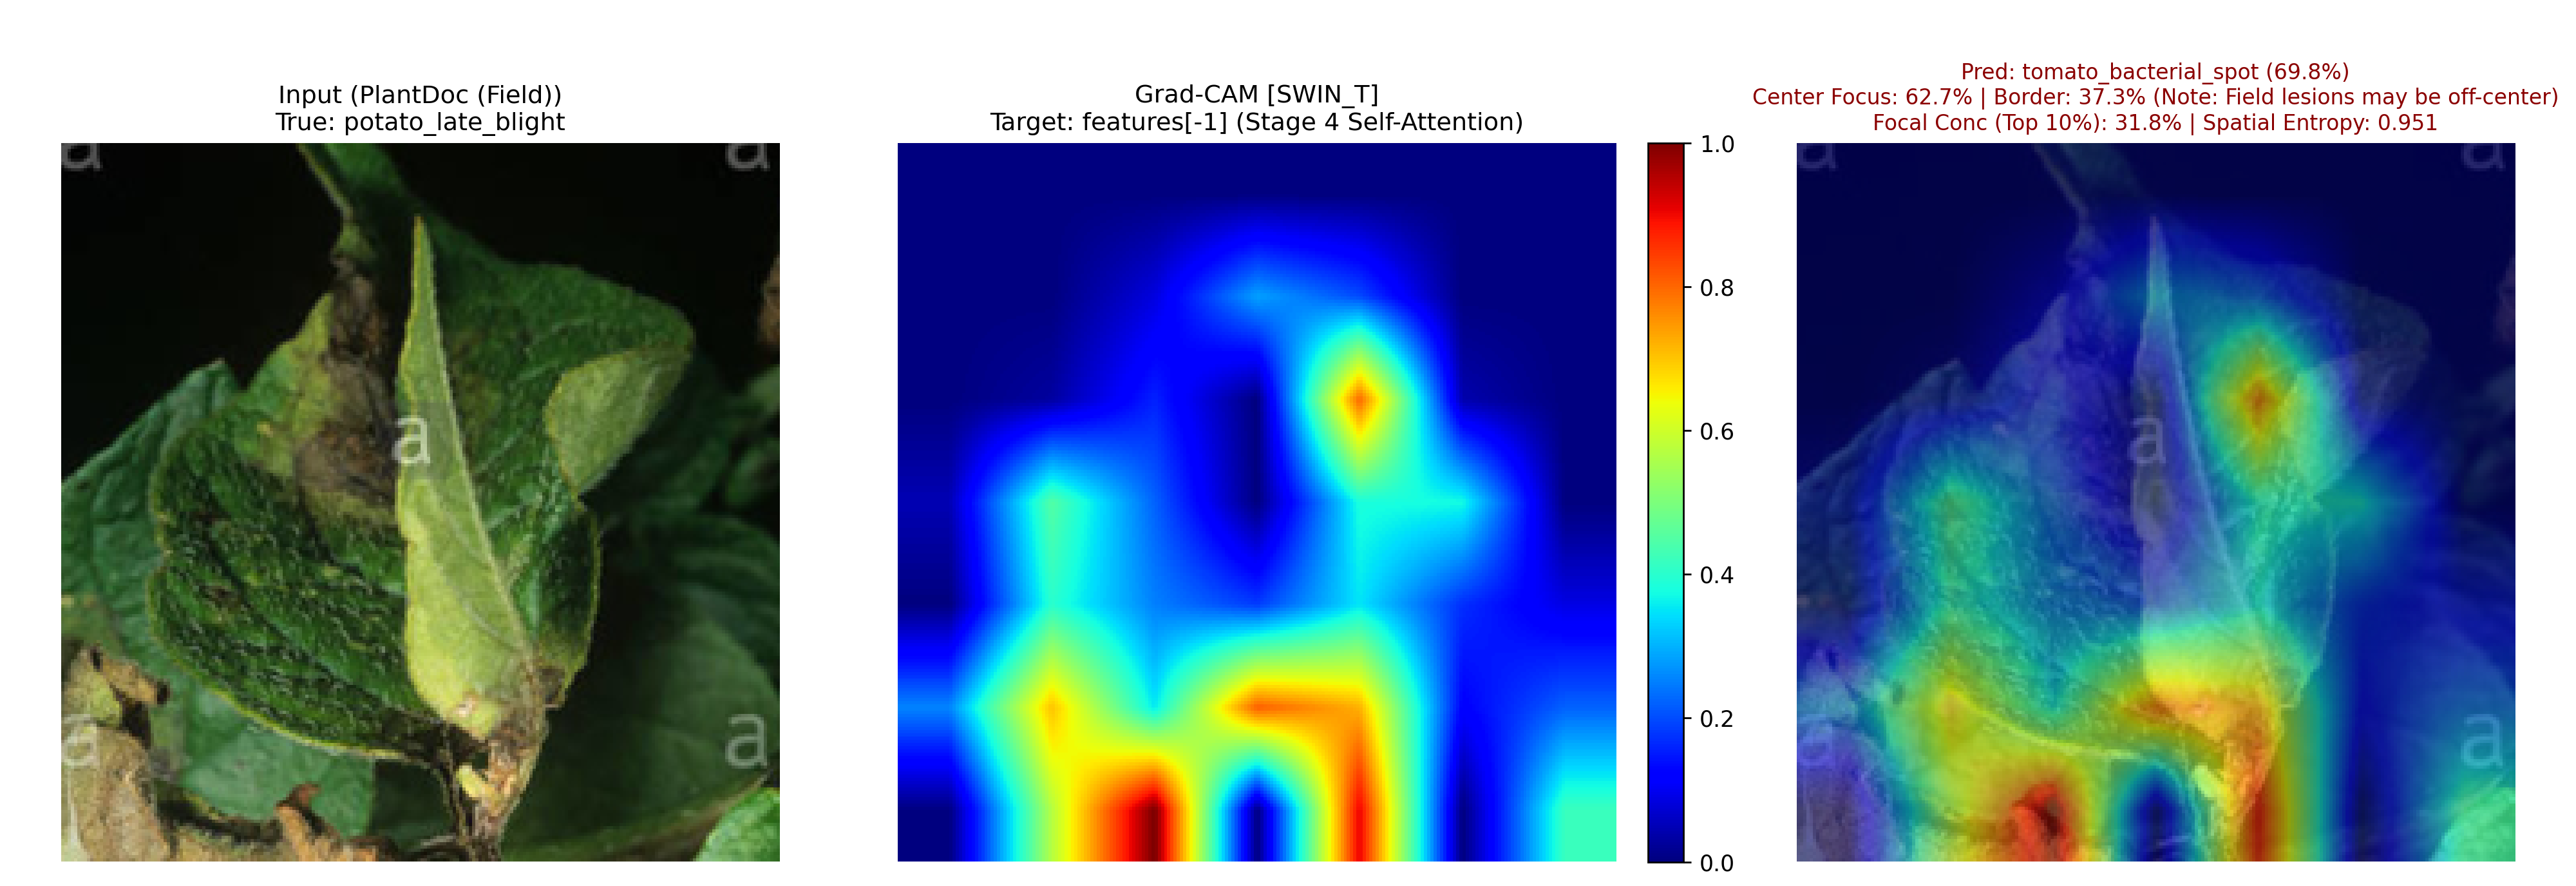 Input (PlantDoc (Field))
True: potato_late_blight
a
a
a
a
a
Grad-CAM [SWIN_T]
Target: features[-1] (Stage 4 Self-Attention)
1.0
0.8
0.6
0.4
0.2
0.0
Pred: tomato_bacterial_spot (69.8%)
Center Focus: 62.7% | Border: 37.3% (Note: Field lesions may be off-center)
Focal Conc (Top 10%): 31.8% | Spatial Entropy: 0.951
a
a
a
a
a